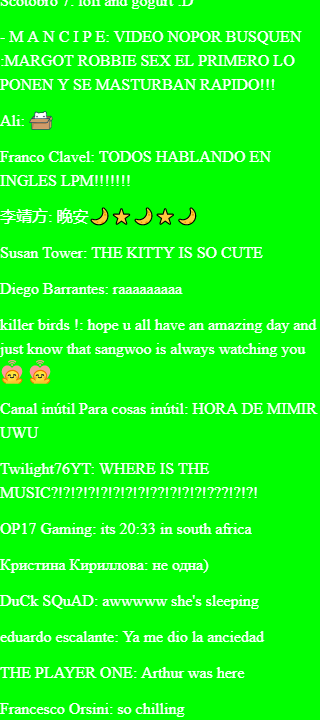 Scotobro 7: lofi and gogurt :D
- M A N C I P E: VIDEO NOPOR BUSQUEN
:MARGOT ROBBIE SEX EL PRIMERO LO
PONEN Y SE MASTURBAN RAPIDO!!!
Ali:
Franco Clavel: TODOS HABLANDO EN
INGLES LPM!!!!!!!
李靖方: 晚安🌙⭐🌙⭐🌙
Susan Tower: THE KITTY IS SO CUTE
Diego Barrantes: raaaaaaaaa
killer birds !: hope u all have an amazing day and
just know that sangwoo is always watching you
Canal inútil Para cosas inútil: HORA DE MIMIR
UWU
Twilight76YT: WHERE IS THE
MUSIC?!?!?!?!?!?!?!?!??!?!?!?!???!?!?!
OP17 Gaming: its 20:33 in south africa
Кристина Кириллова: не одна)
DuCk SQuAD: awwwww she's sleeping
eduardo escalante: Ya me dio la anciedad
THE PLAYER ONE: Arthur was here
Francesco Orsini: so chilling